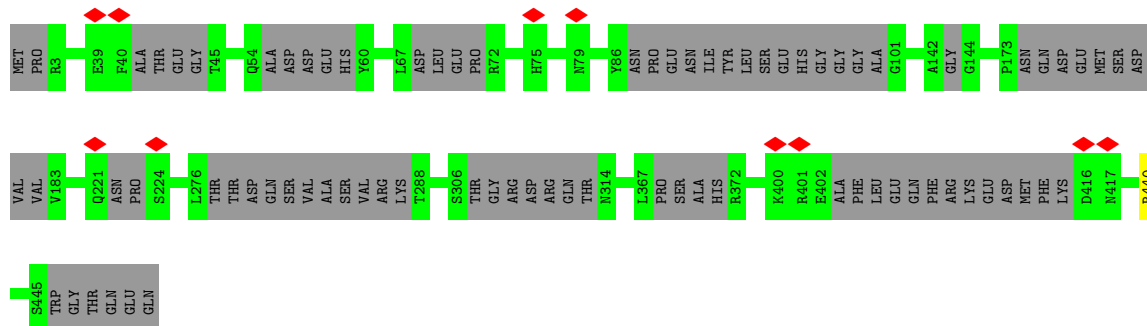 MET PRO R3 E39 F40 ALA THR GLU GLY T45 Q54 ALA ASP ASP GLU HIS Y60 L67 ASP LEU GLU PRO R72 H75 N79 Y86 ASN PRO GLU ASN ILE TYR LEU SER GLU HIS GLY GLY GLY ALA G101 A142 GLY G144 P173 ASN GLN ASP GLU MET SER ASP
VAL VAL V183 Q221 ASN PRO S224 L276 THR THR ASP GLN SER VAL ALA SER VAL ARG LYS T288 S306 THR GLY ARG ASP ARG GLN THR N314 L367 PRO SER ALA HIS R372 K400 R401 E402 ALA PHE LEU GLU GLN PHE ARG LYS GLU ASP MET PHE LYS D416 N417 R440
S445 TRP GLY THR GLN GLU GLN